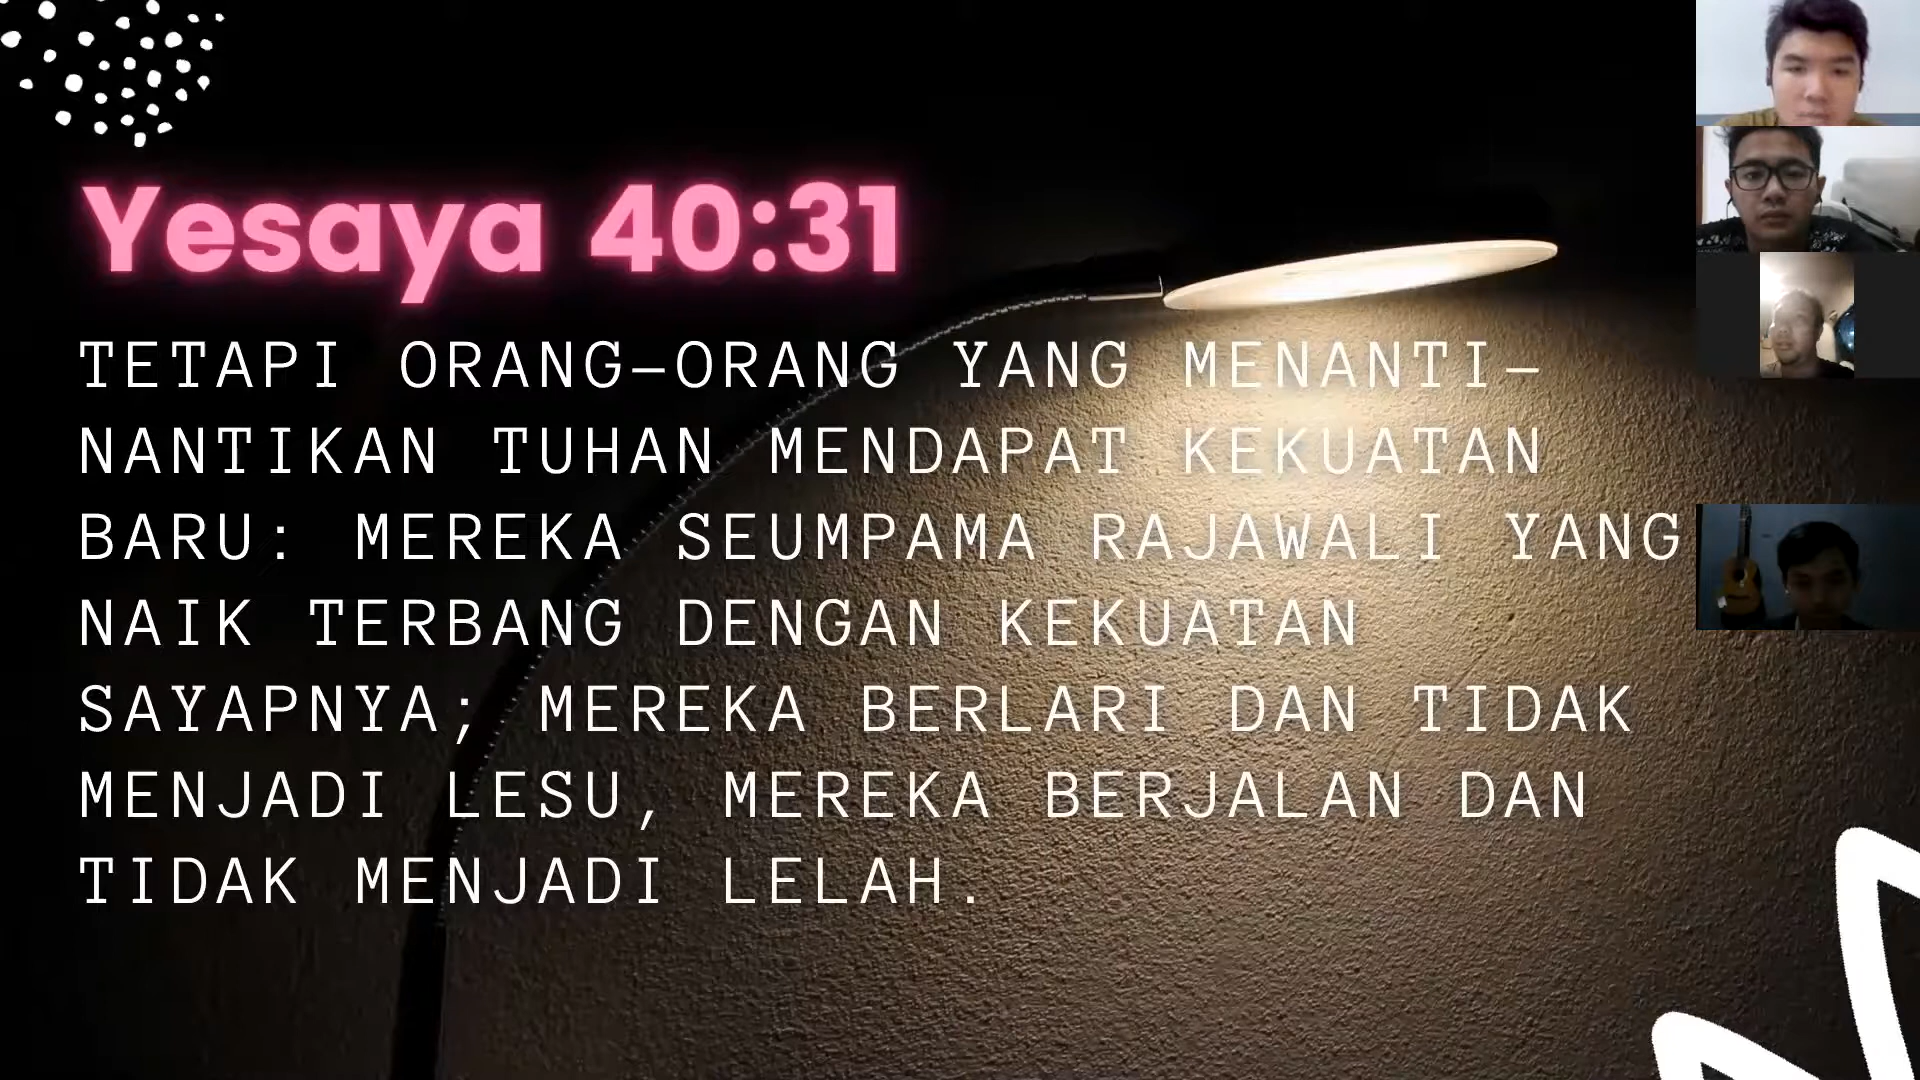 Yesaya 40:31
TETAPI ORANG-ORANG YANG MENANTI-
NANTIKAN TUHAN MENDAPAT KEKUATAN
BARU: MEREKA SEUMPAMA RAJAWALI YANG
NAIK TERBANG DENGAN KEKUATAN
SAYAPNYA; MEREKA BERLARI DAN TIDAK
MENJADI LESU, MEREKA BERJALAN DAN
TIDAK MENJADI LELAH.